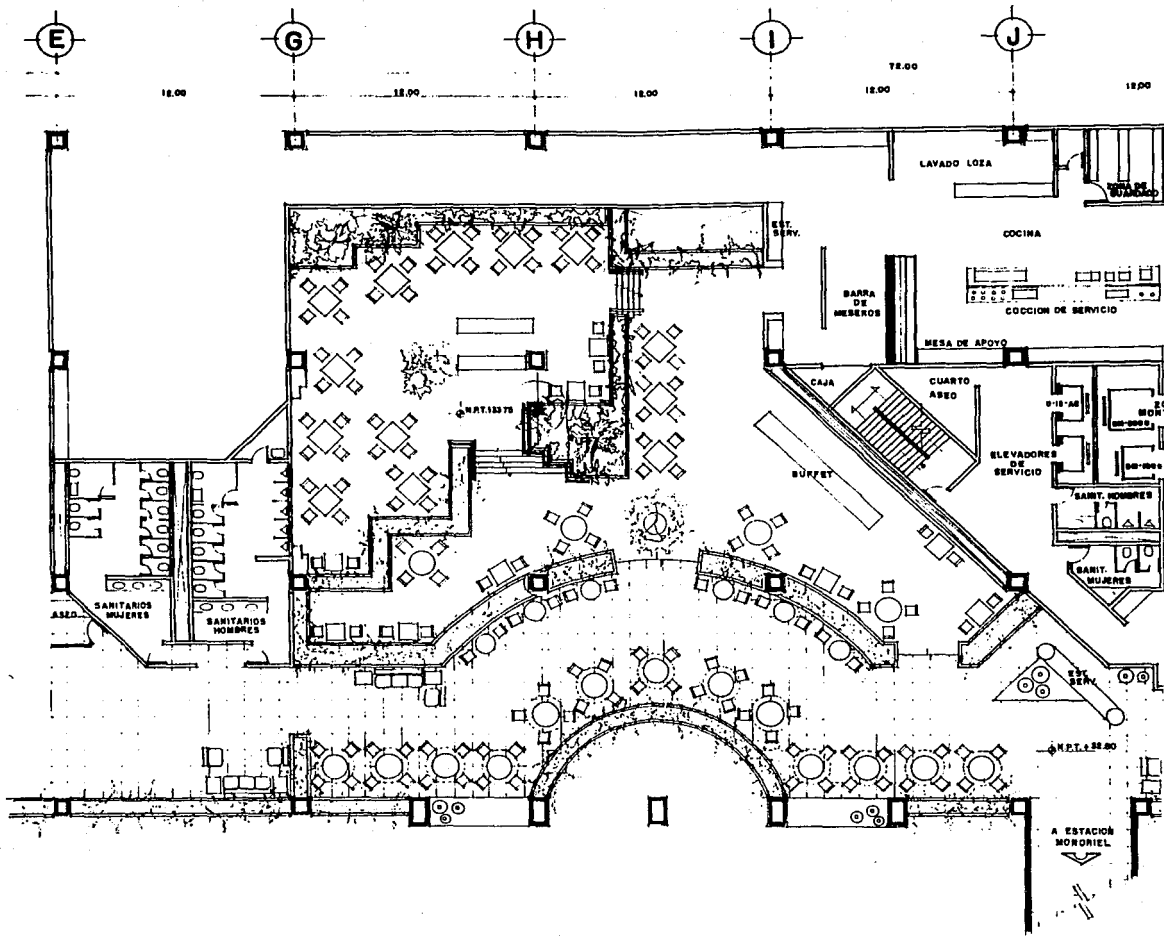 E
G
H
I
J
72.00
12.00
12.00
12.00
12.00
12.00
LAVADO LOZA
ZONA DE
GUARDADO
EST.
SERV.
COCINA
BARRA
DE
MESEROS
COCCION DE SERVICIO
MESA DE APOYO
CAJA
CUARTO
ASEO
N.P.T.
BUFFET
ELEVADORES
DE
SERVICIO
SANIT. HOMBRES
SANIT.
MUJERES
ASEO
SANITARIOS
MUJERES
SANITARIOS
HOMBRES
EST.
SERV.
N.P.T.
A ESTACION
MONORIEL